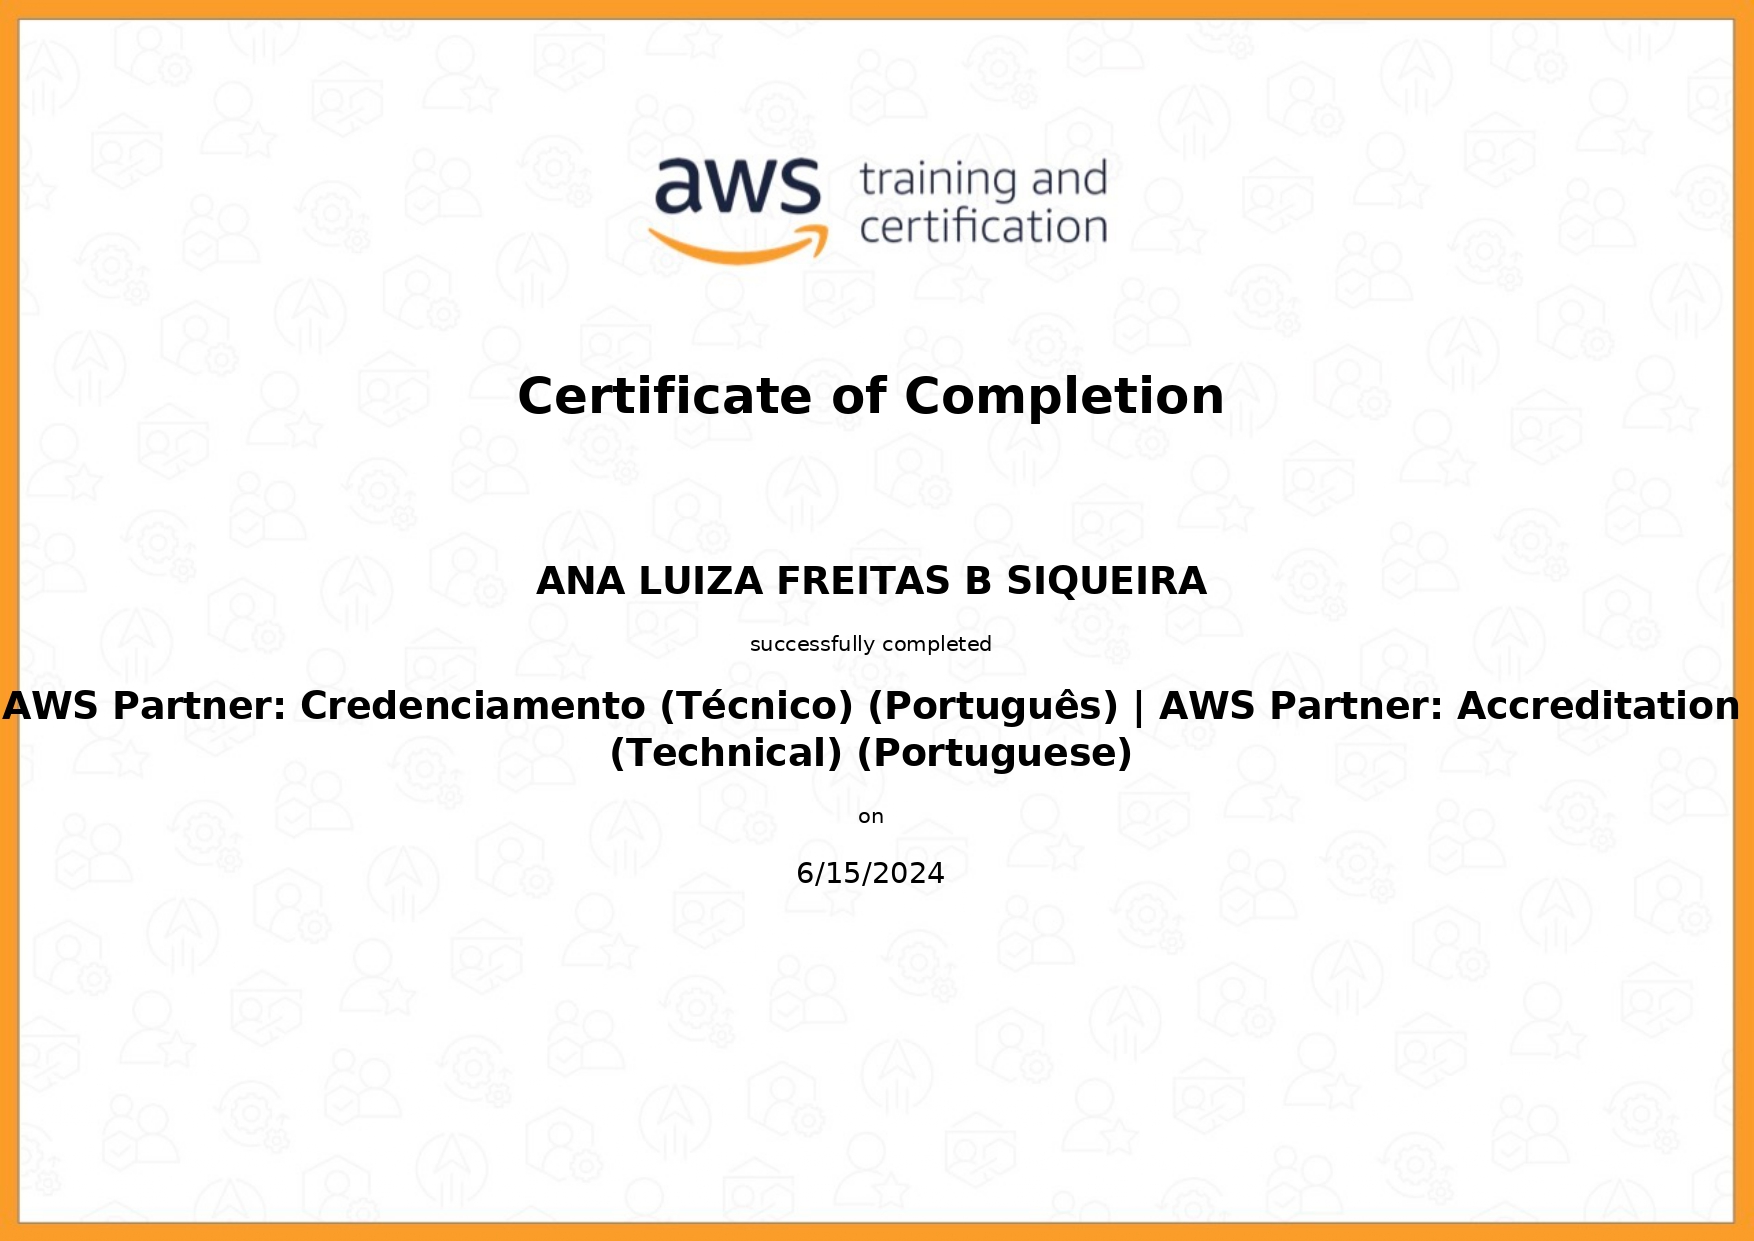 aws training and
certification
Certificate of Completion
ANA LUIZA FREITAS B SIQUEIRA
successfully completed
AWS Partner: Credenciamento (Técnico) (Português) | AWS Partner: Accreditation
(Technical) (Portuguese)
on
6/15/2024